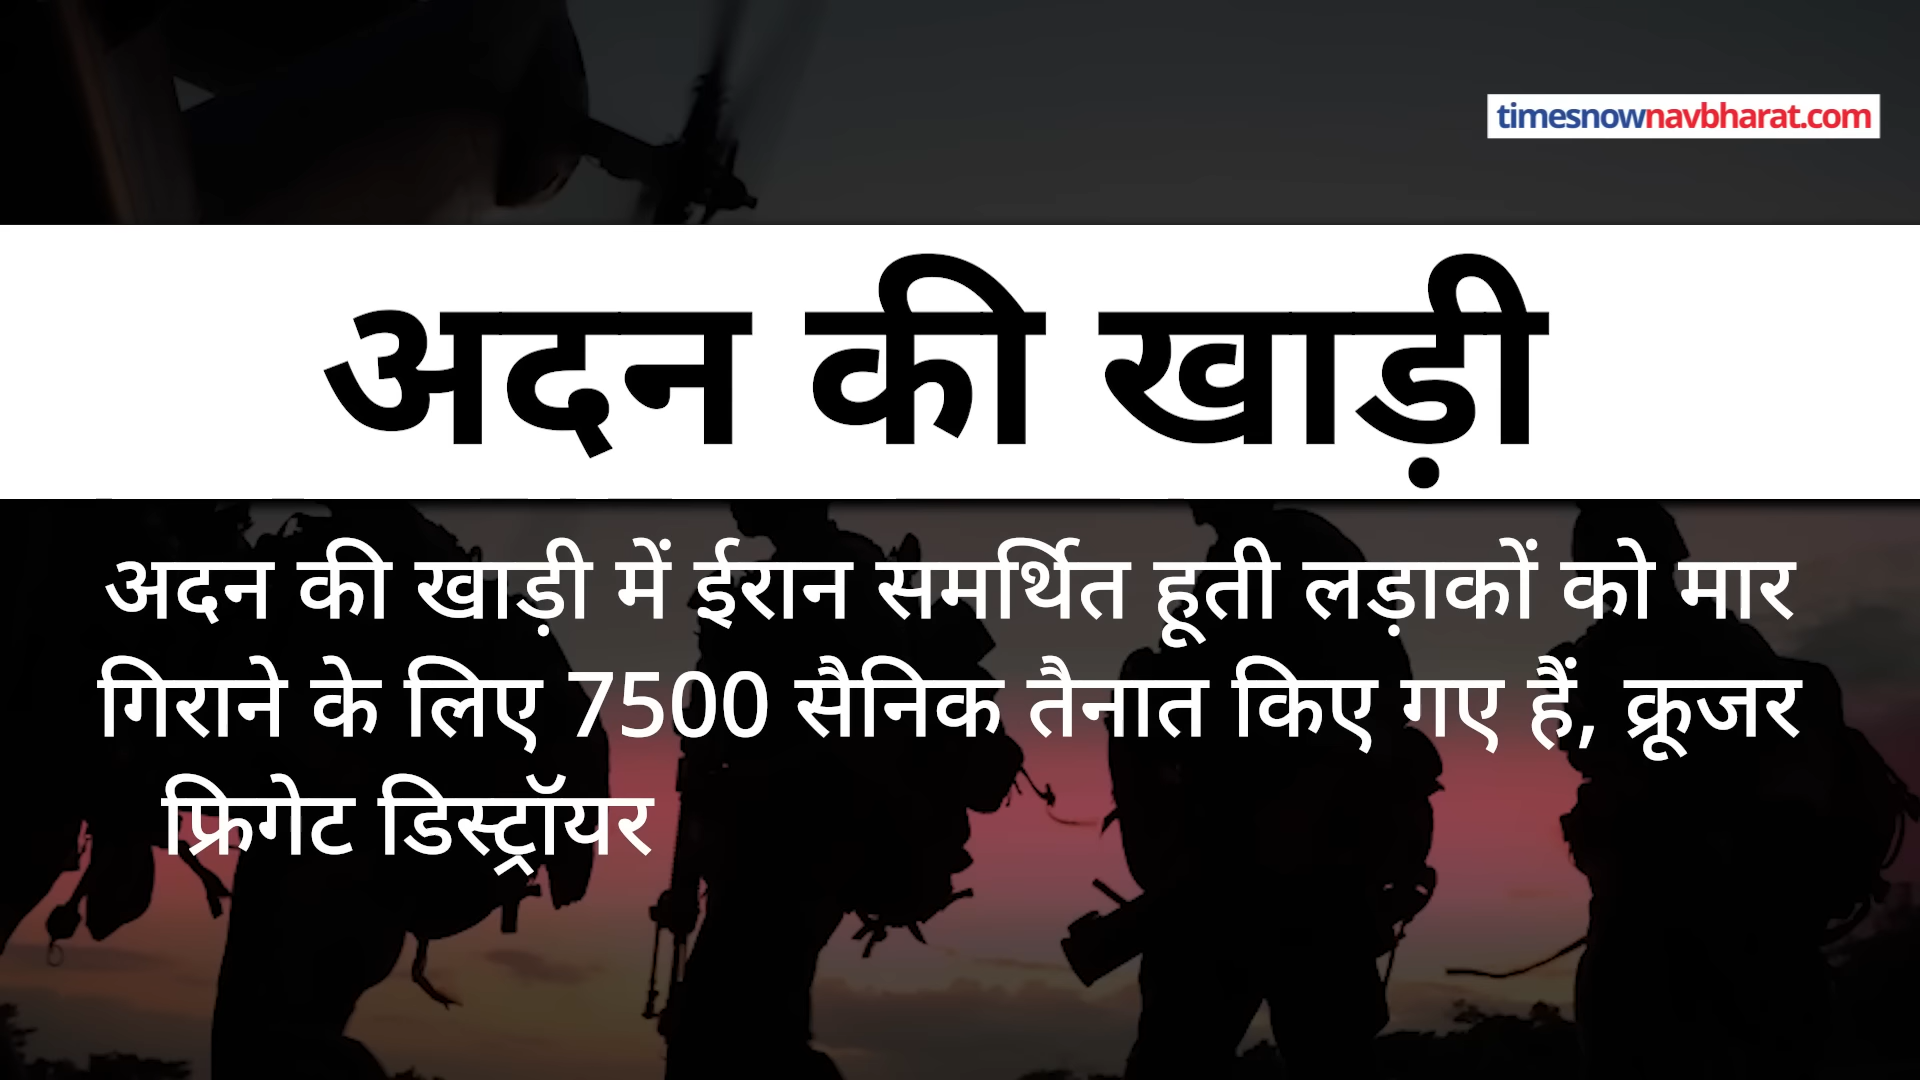 timesnownavbharat.com
अदन की खाड़ी
अदन की खाड़ी में ईरान समर्थित हूती लड़ाकों को मार
गिराने के लिए 7500 सैनिक तैनात किए गए हैं, क्रूजर
फ्रिगेट डिस्ट्रॉयर